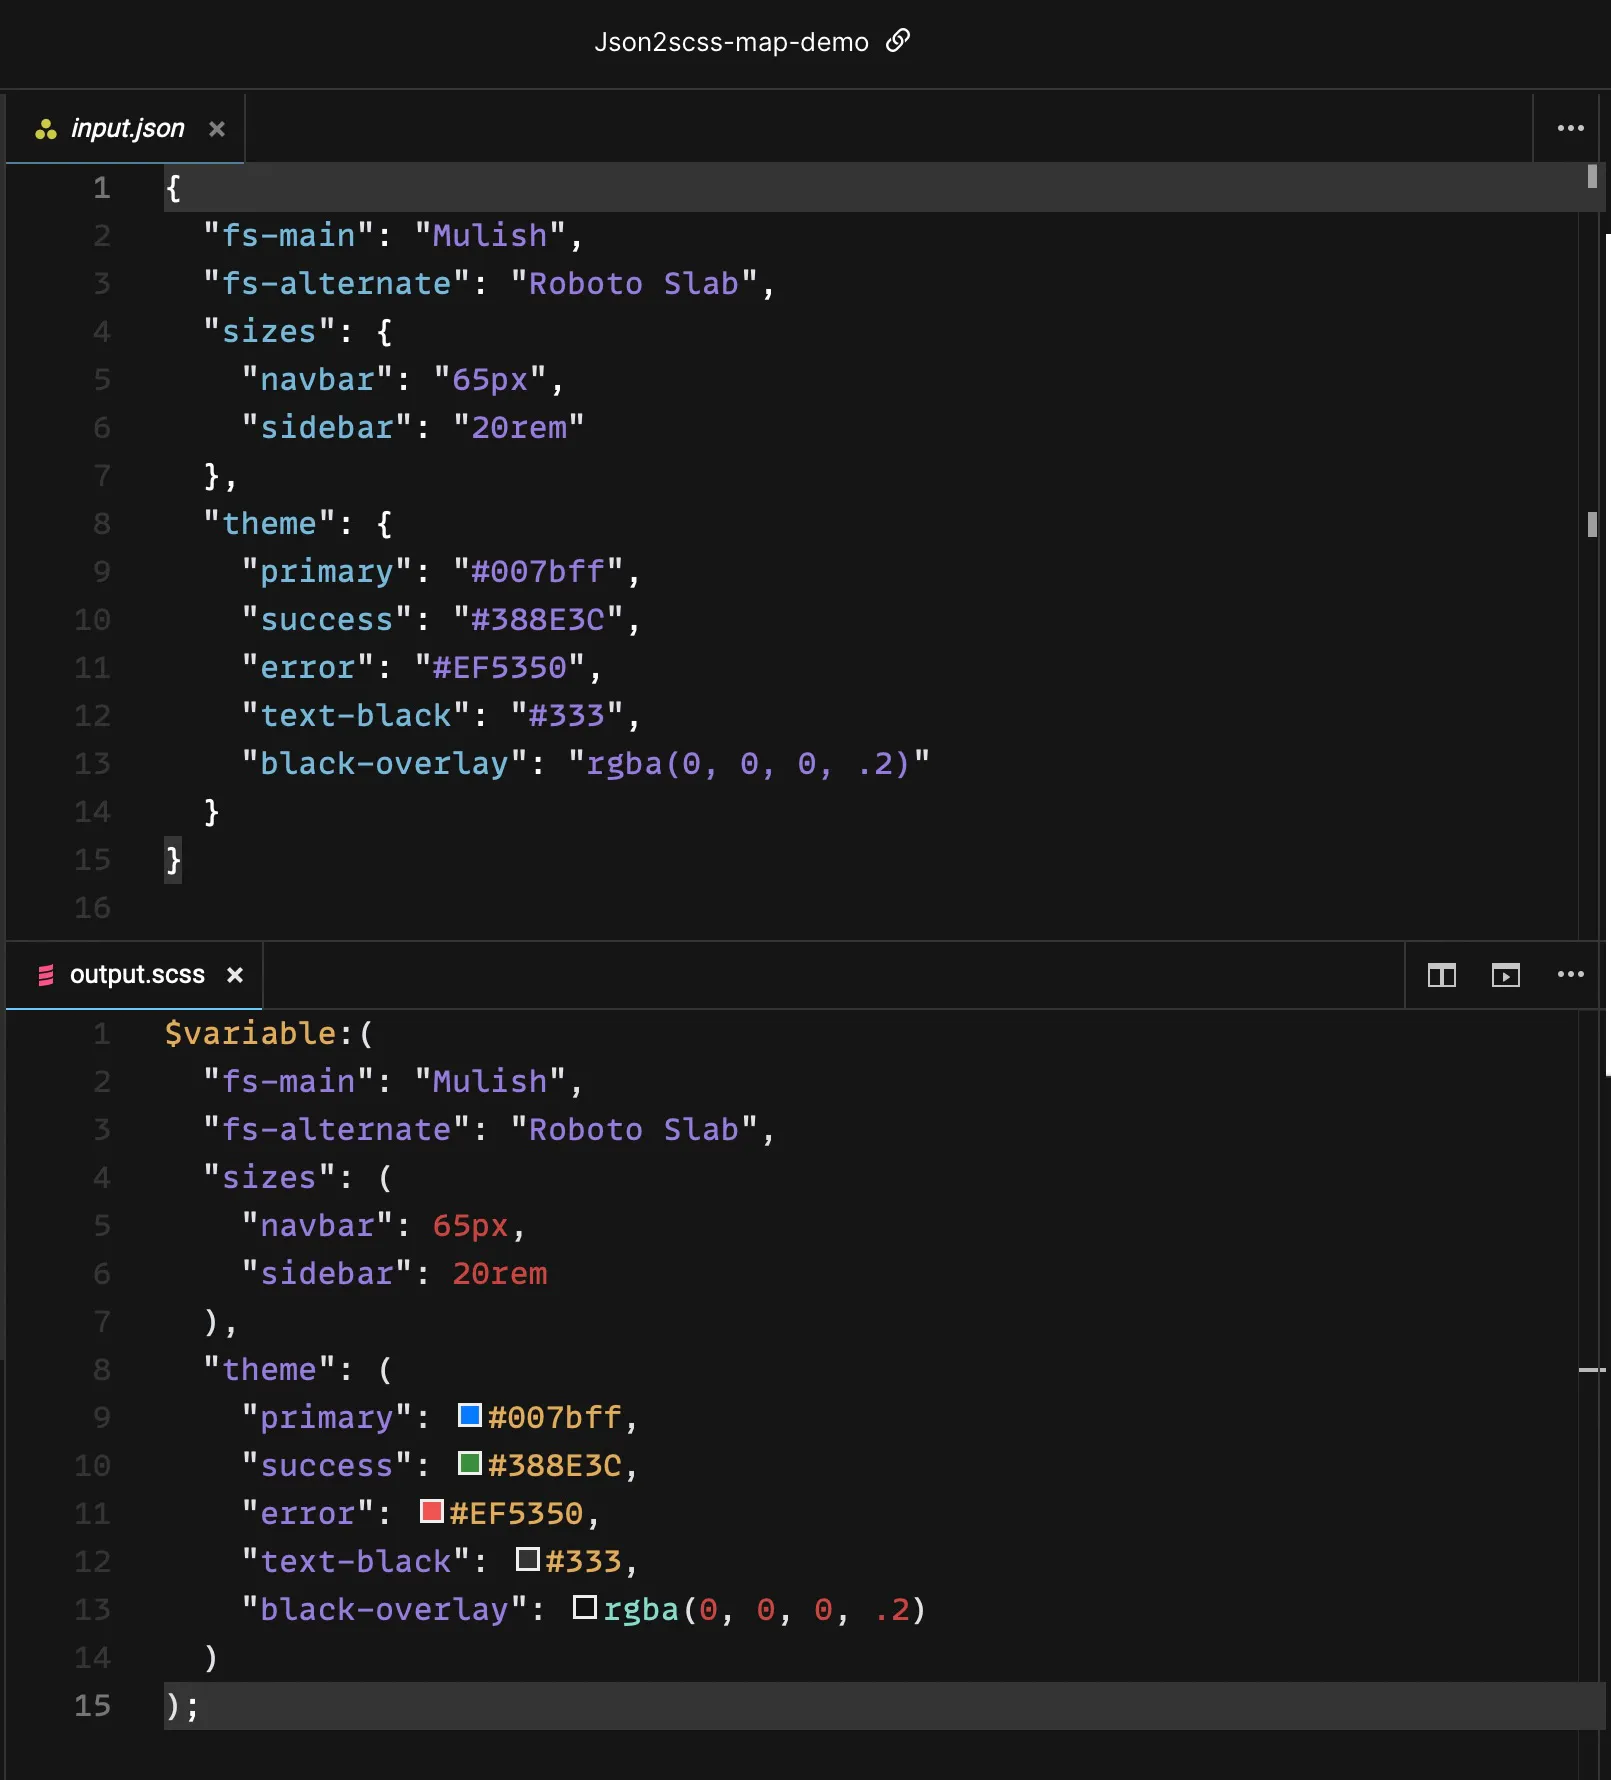 Json2scss-map-demo
input.json
1 {
2   "fs-main": "Mulish",
3   "fs-alternate": "Roboto Slab",
4   "sizes": {
5     "navbar": "65px",
6     "sidebar": "20rem"
7   },
8   "theme": {
9     "primary": "#007bff",
10     "success": "#388E3C",
11     "error": "#EF5350",
12     "text-black": "#333",
13     "black-overlay": "rgba(0, 0, 0, .2)"
14   }
15 }
16
output.scss
1 $variable:(
2   "fs-main": "Mulish",
3   "fs-alternate": "Roboto Slab",
4   "sizes": (
5     "navbar": 65px,
6     "sidebar": 20rem
7   ),
8   "theme": (
9     "primary": #007bff,
10     "success": #388E3C,
11     "error": #EF5350,
12     "text-black": #333,
13     "black-overlay": rgba(0, 0, 0, .2)
14   )
15 );